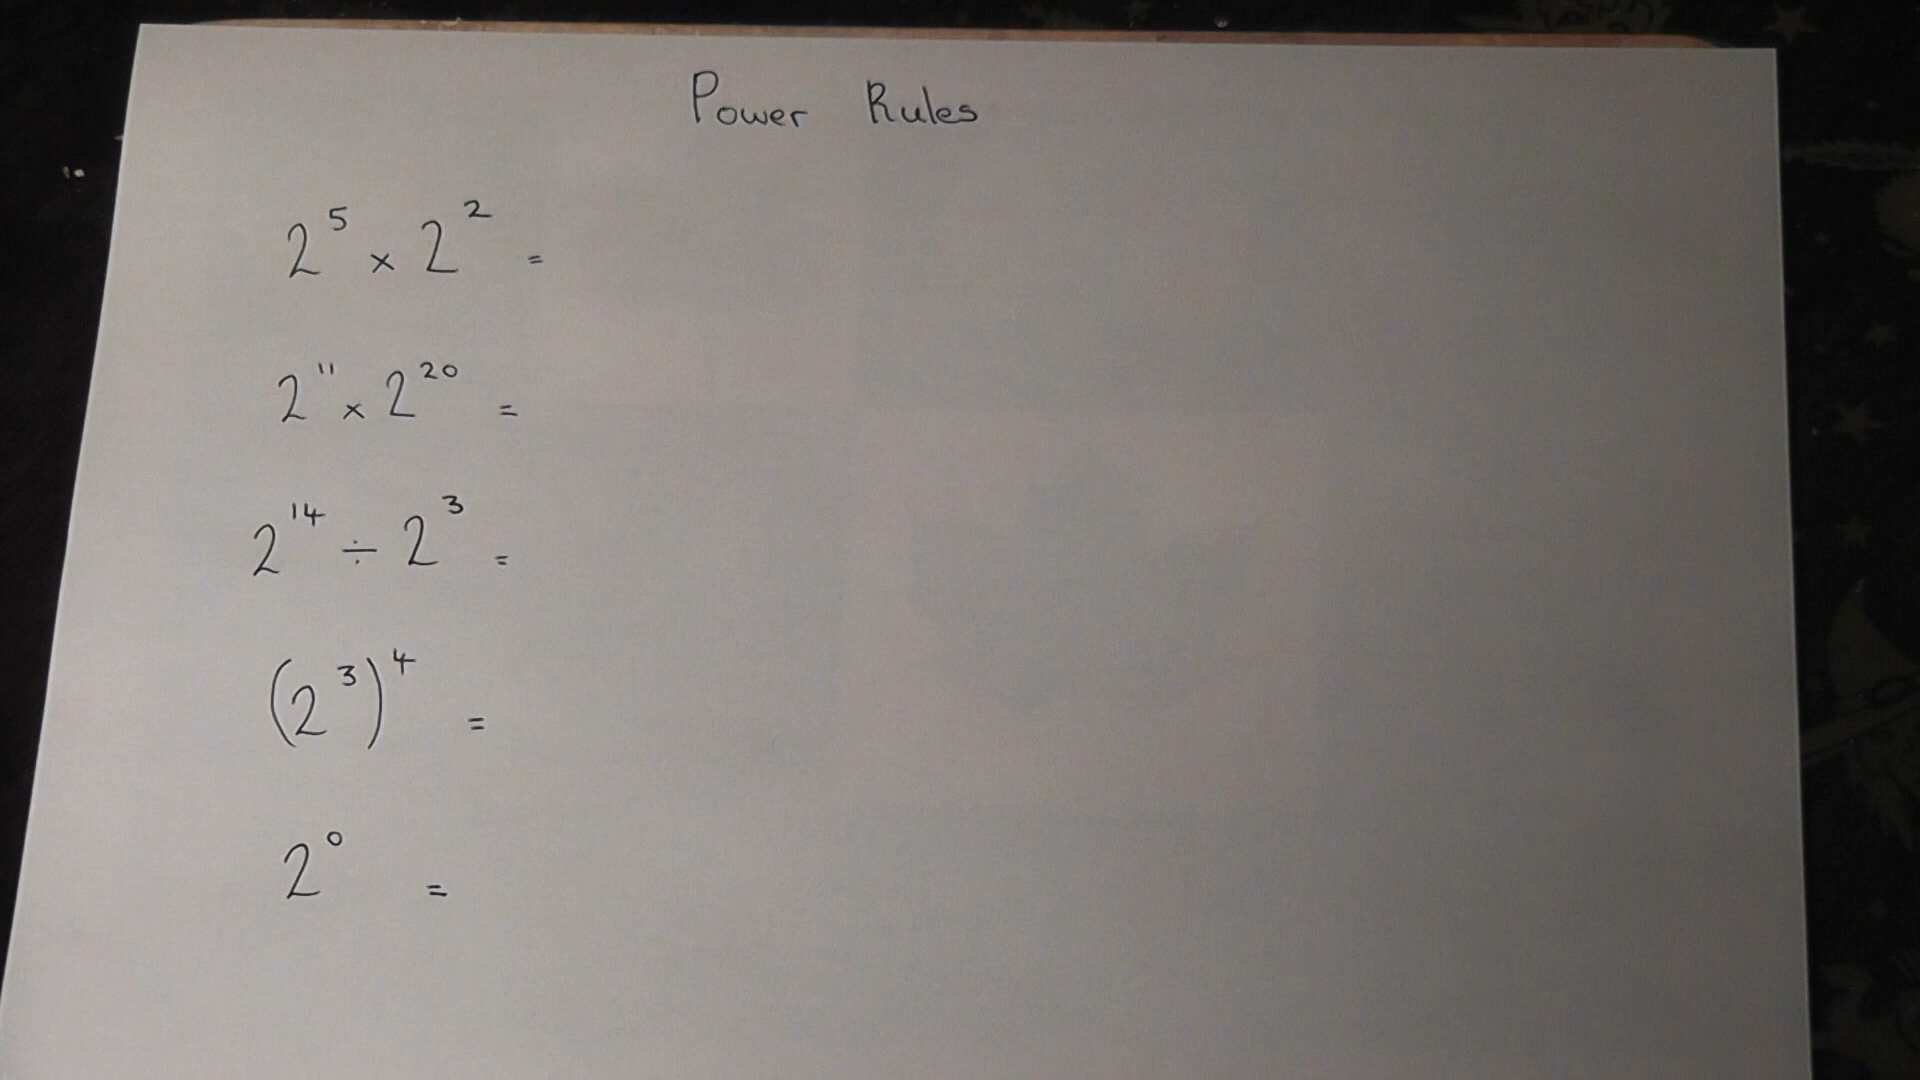 Power Rules
2⁵ × 2² =
2¹¹ × 2²⁰ =
2¹⁴ ÷ 2³ =
(2³)⁴ =
2⁰ =